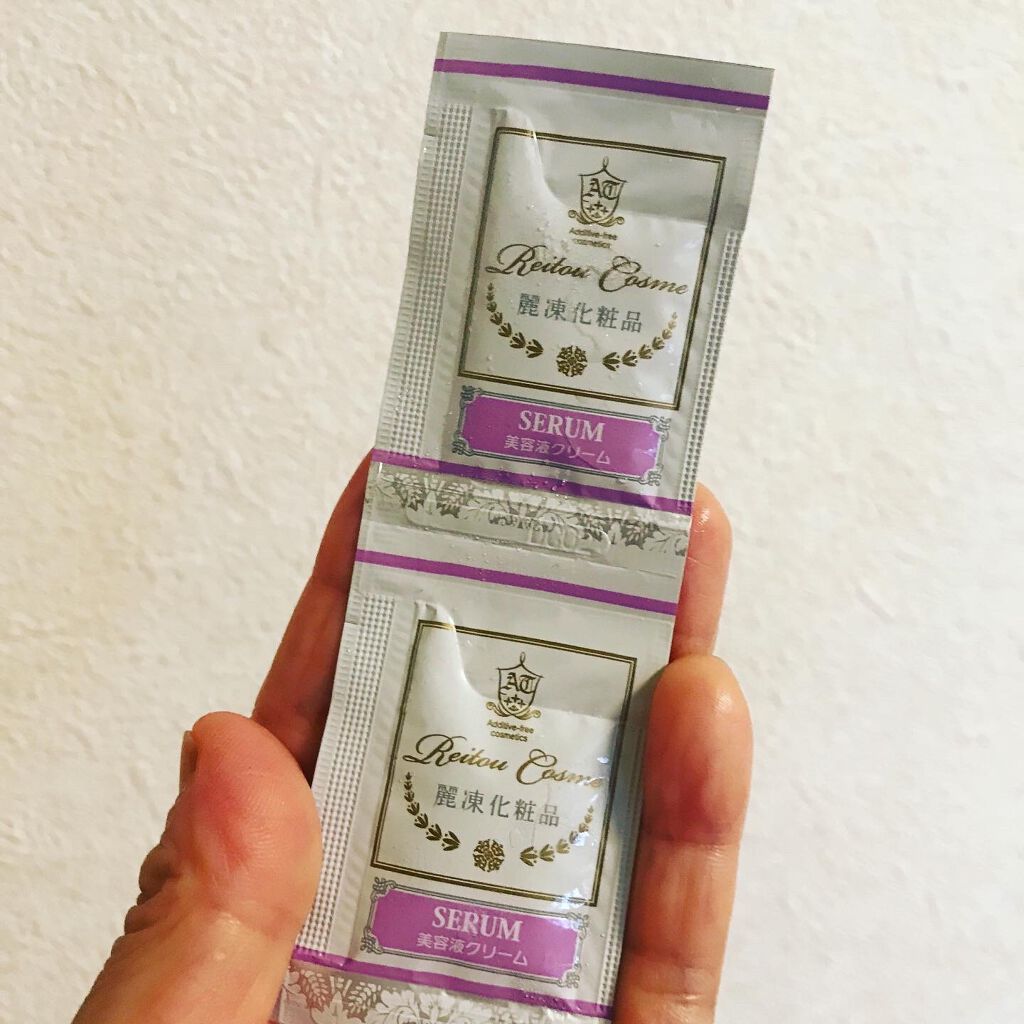 AT
Additive-free
cosmetics
Reitou Cosme
麗凍化粧品
SERUM
美容液クリーム
AT
Additive-free
cosmetics
Reitou Cosme
麗凍化粧品
SERUM
美容液クリーム